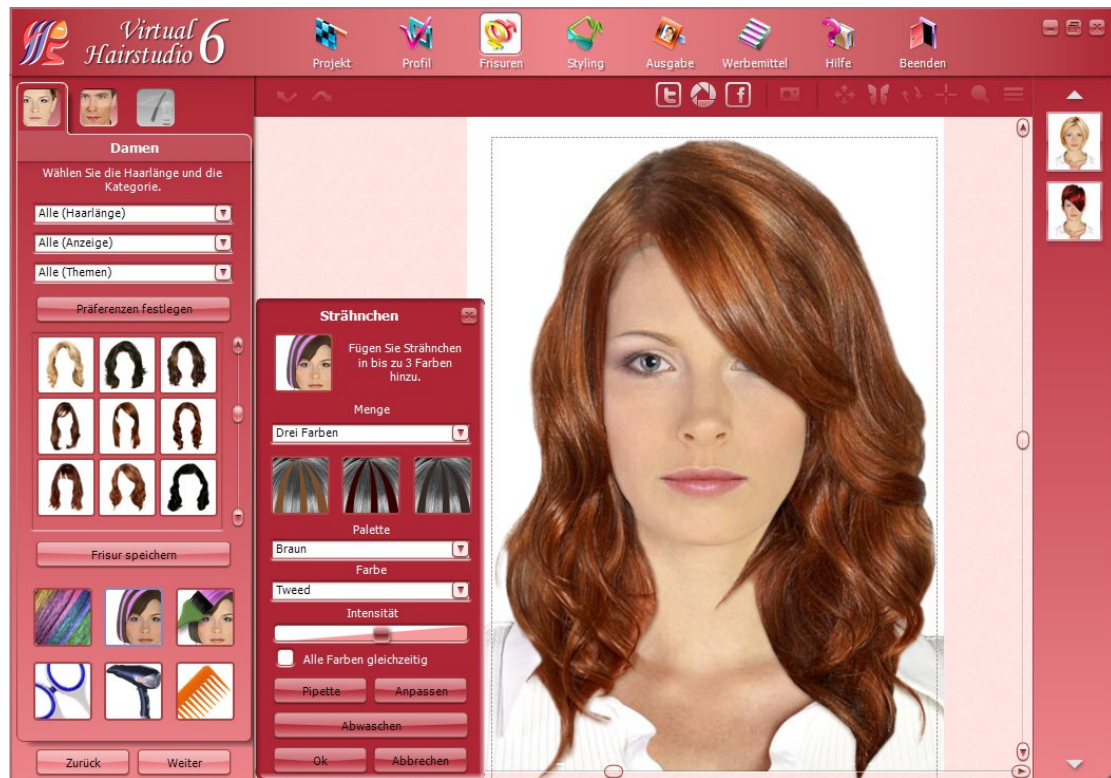 Virtual
Hairstudio 6
Projekt
Profil
Frisuren
Styling
Ausgabe
Werbemittel
Hilfe
Beenden
Damen
Wählen Sie die Haarlänge und die
Kategorie.
Alle (Haarlänge)
Alle (Anzeige)
Alle (Themen)
Präferenzen festlegen
Frisur speichern
Zurück
Weiter
Strähnchen
Fügen Sie Strähnchen
in bis zu 3 Farben
hinzu.
Menge
Drei Farben
Palette
Braun
Farbe
Tweed
Intensität
Alle Farben gleichzeitig
Pipette
Anpassen
Abwaschen
Ok
Abbrechen